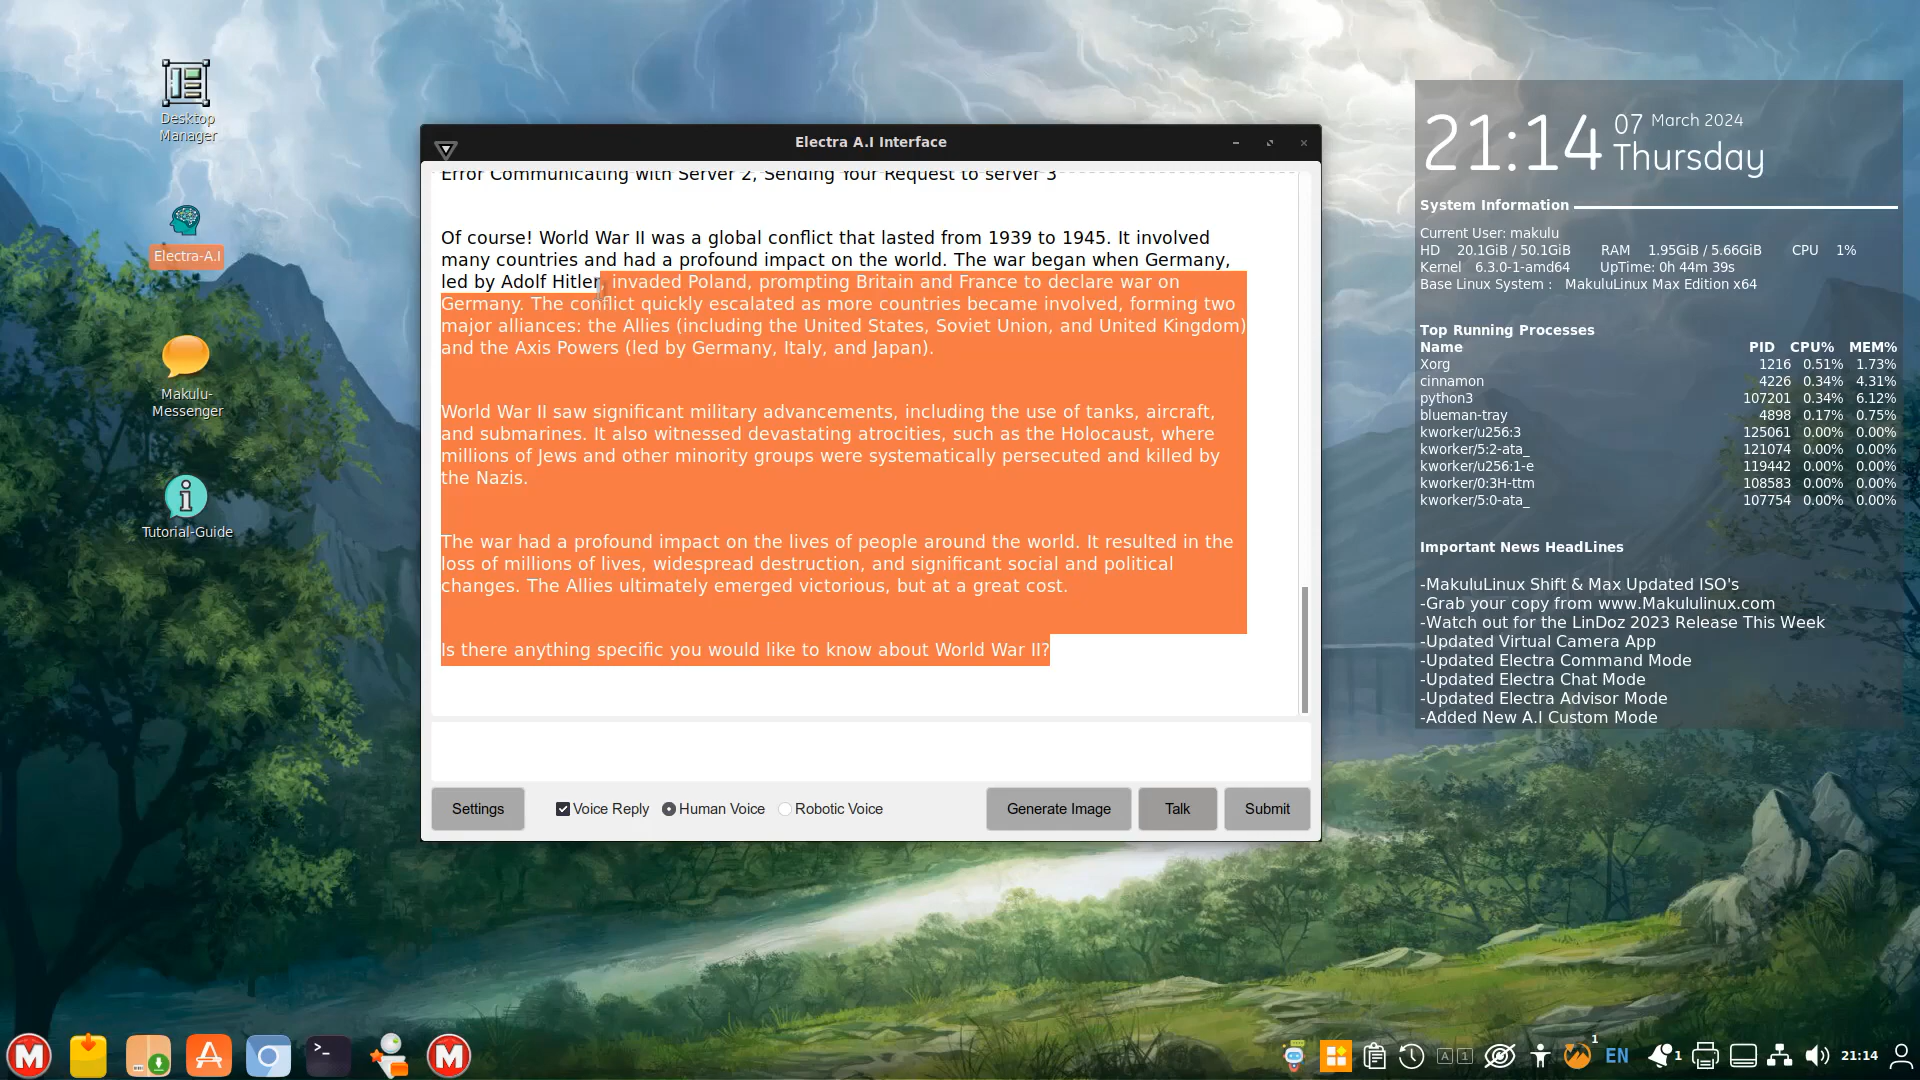 Desktop
Manager
Electra-A.I
Makulu-
Messenger
Tutorial-Guide
Electra A.I Interface
Error Communicating with Server 2, Sending Your Request to server 3
Of course! World War II was a global conflict that lasted from 1939 to 1945. It involved
many countries and had a profound impact on the world. The war began when Germany,
led by Adolf Hitler, invaded Poland, prompting Britain and France to declare war on
Germany. The conflict quickly escalated as more countries became involved, forming two
major alliances: the Allies (including the United States, Soviet Union, and United Kingdom)
and the Axis Powers (led by Germany, Italy, and Japan).
World War II saw significant military advancements, including the use of tanks, aircraft,
and submarines. It also witnessed devastating atrocities, such as the Holocaust, where
millions of Jews and other minority groups were systematically persecuted and killed by
the Nazis.
The war had a profound impact on the lives of people around the world. It resulted in the
loss of millions of lives, widespread destruction, and significant social and political
changes. The Allies ultimately emerged victorious, but at a great cost.
Is there anything specific you would like to know about World War II?
Settings
Voice Reply
Human Voice
Robotic Voice
Generate Image
Talk
Submit
21:14 07 March 2024
Thursday
System Information
Current User: makulu
HD 20.1GiB / 50.1GiB RAM 1.95GiB / 5.66GiB CPU 1%
Kernel 6.3.0-1-amd64 UpTime: 0h 44m 39s
Base Linux System : MakuluLinux Max Edition x64
Top Running Processes
Name PID CPU% MEM%
Xorg 1216 0.51% 1.73%
cinnamon 4226 0.34% 4.31%
python3 107201 0.34% 6.12%
blueman-tray 4898 0.17% 0.75%
kworker/u256:3 125061 0.00% 0.00%
kworker/5:2-ata_ 121074 0.00% 0.00%
kworker/u256:1-e 119442 0.00% 0.00%
kworker/0:3H-ttm 108583 0.00% 0.00%
kworker/5:0-ata_ 107754 0.00% 0.00%
Important News HeadLines
-MakuluLinux Shift & Max Updated ISO's
-Grab your copy from www.Makululinux.com
-Watch out for the LinDoz 2023 Release This Week
-Updated Virtual Camera App
-Updated Electra Command Mode
-Updated Electra Chat Mode
-Updated Electra Advisor Mode
-Added New A.I Custom Mode
M
A
>_
M
A 1
1
EN
1
21:14